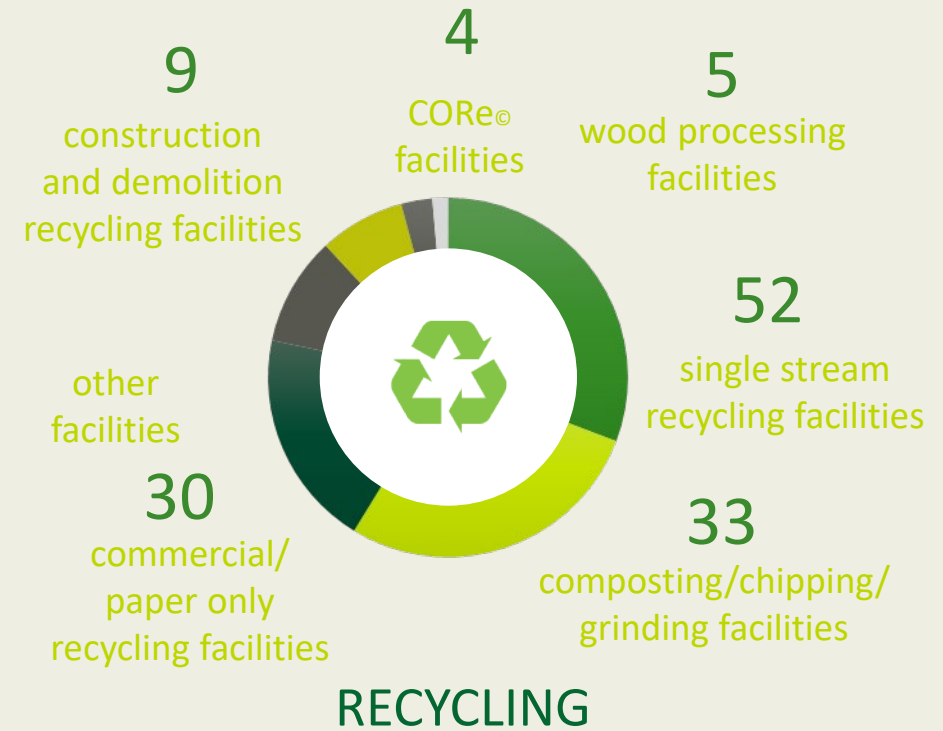 4
CORe©
facilities
5
wood processing
facilities
52
single stream
recycling facilities
33
composting/chipping/
grinding facilities
30
commercial/
paper only
recycling facilities
other
facilities
9
construction
and demolition
recycling facilities
RECYCLING